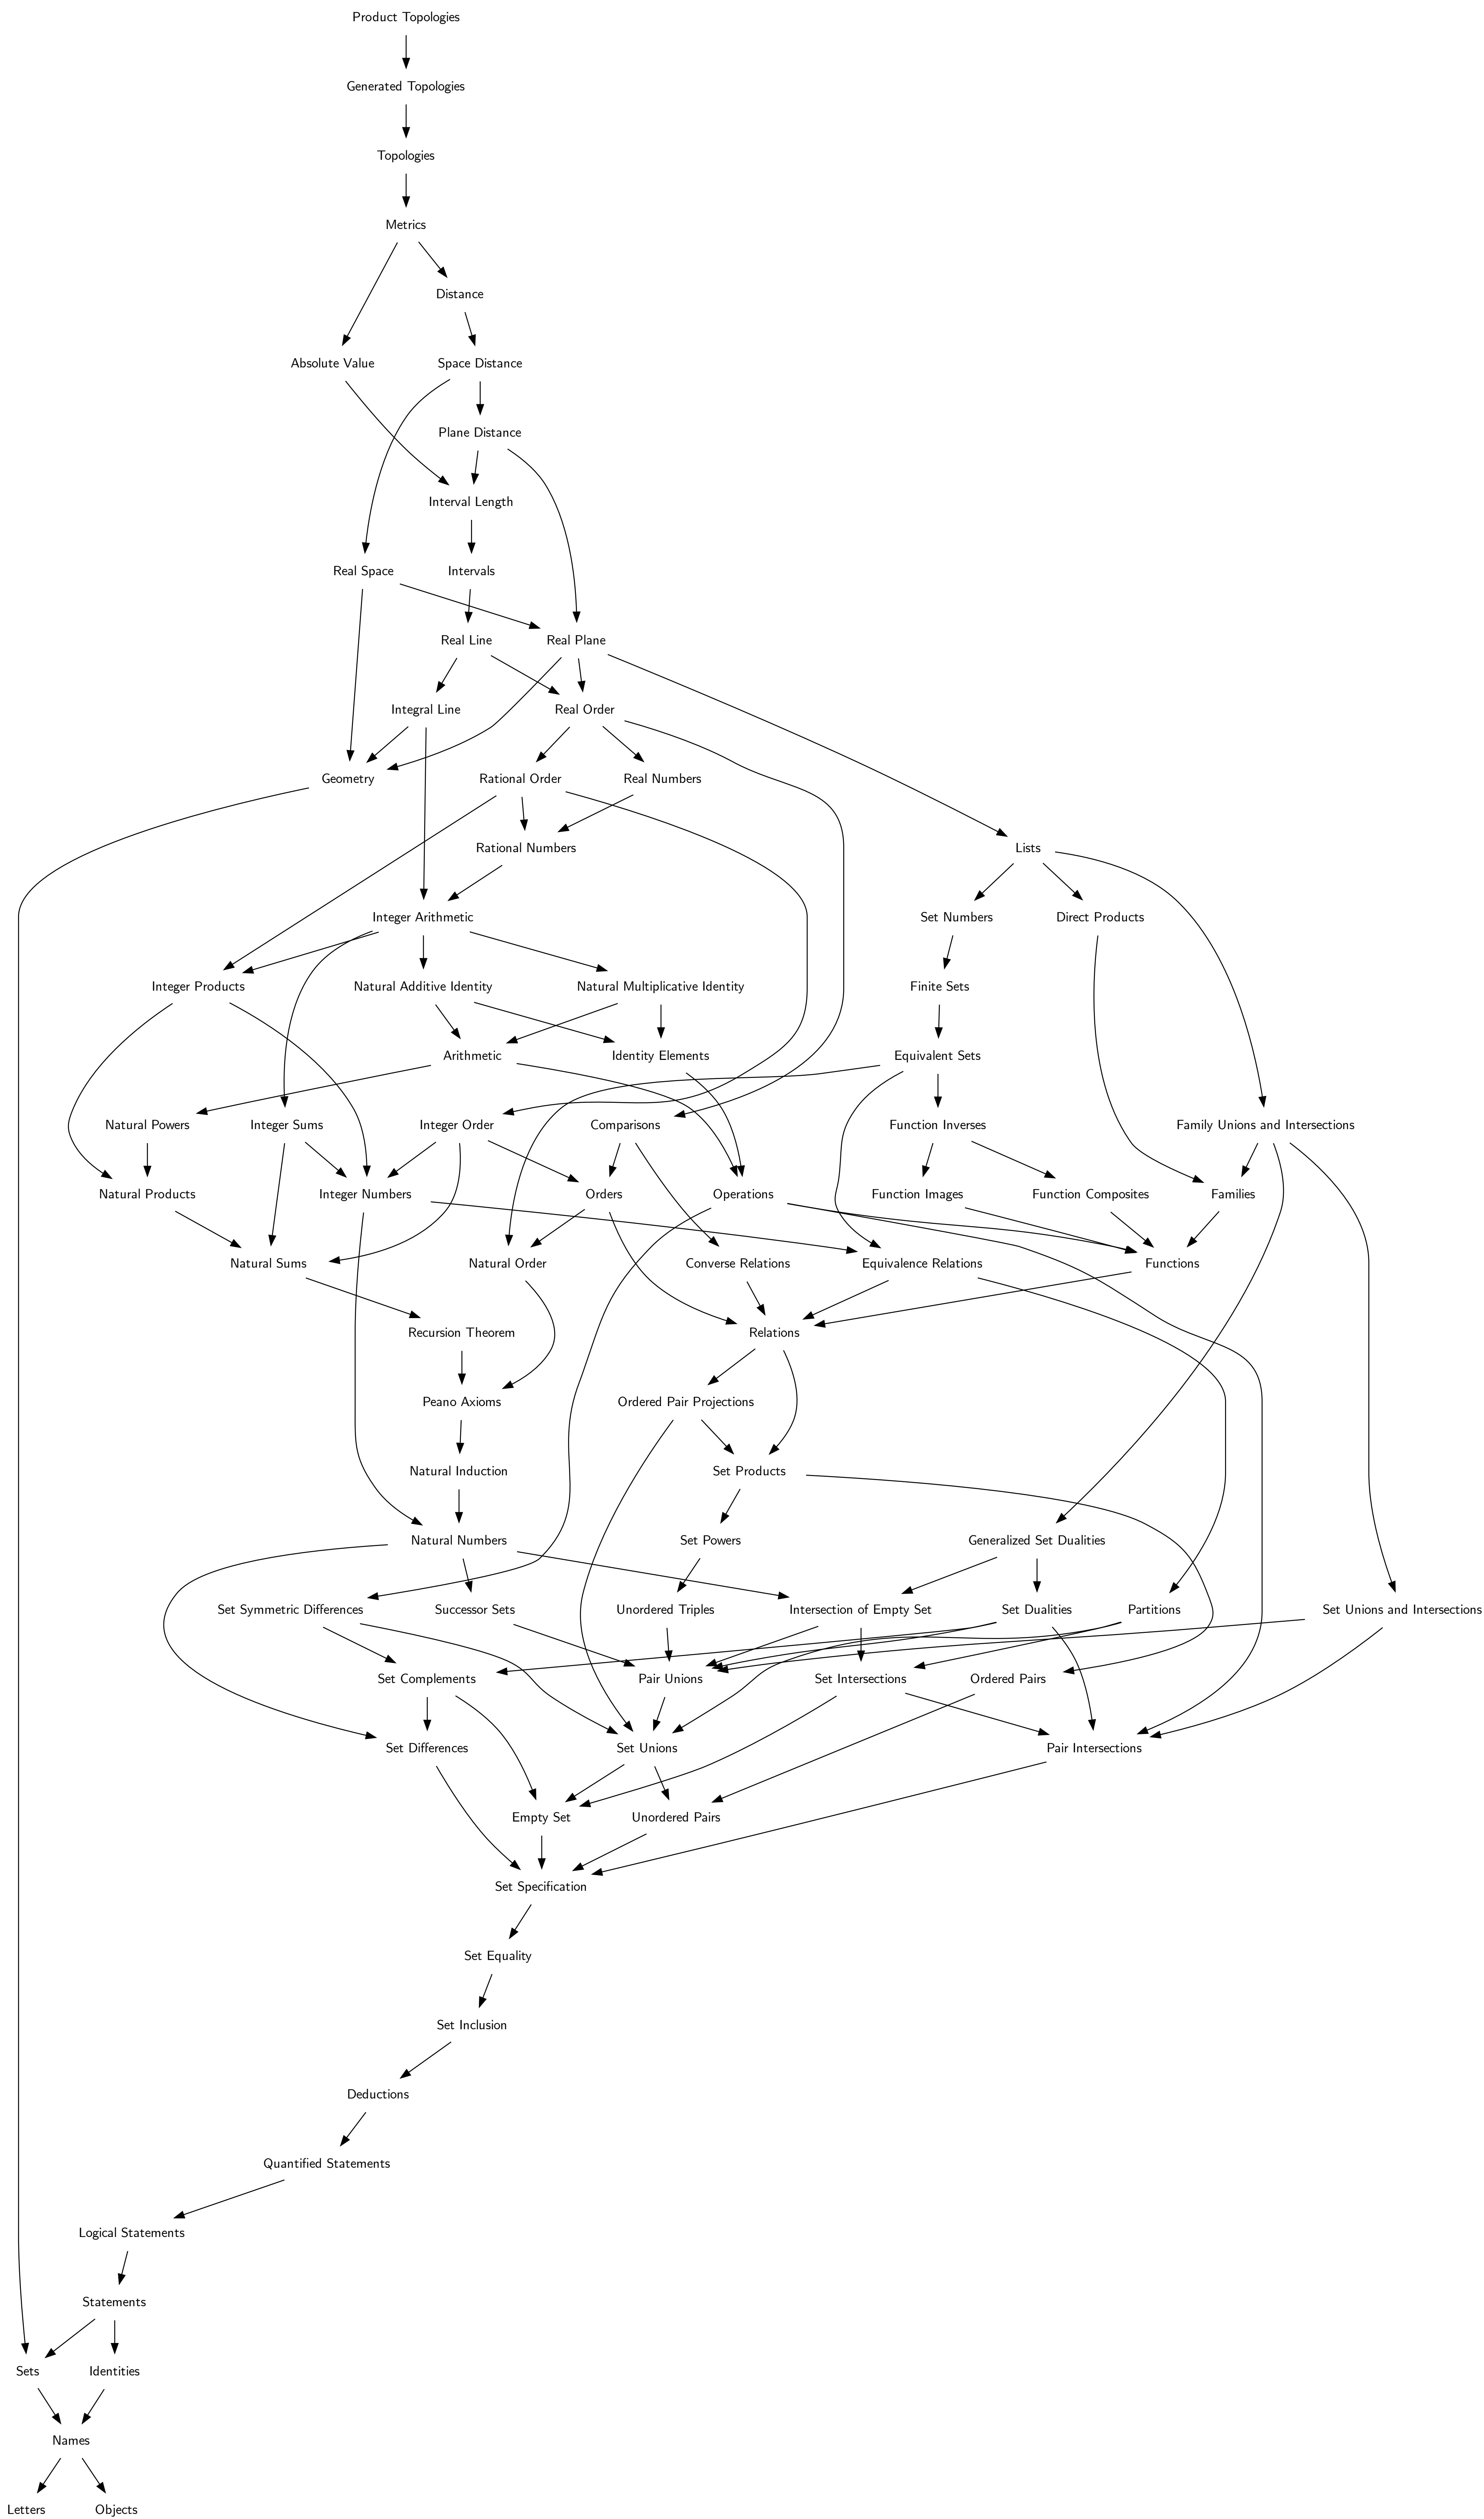 Product Topologies
Generated Topologies
Topologies
Metrics
Distance
Absolute Value
Space Distance
Plane Distance
Interval Length
Real Space
Intervals
Real Line
Real Plane
Integral Line
Real Order
Geometry
Rational Order
Real Numbers
Rational Numbers
Lists
Integer Arithmetic
Set Numbers
Direct Products
Integer Products
Natural Additive Identity
Natural Multiplicative Identity
Finite Sets
Arithmetic
Identity Elements
Equivalent Sets
Natural Powers
Integer Sums
Integer Order
Comparisons
Function Inverses
Family Unions and Intersections
Natural Products
Integer Numbers
Orders
Operations
Function Images
Function Composites
Families
Natural Sums
Natural Order
Converse Relations
Equivalence Relations
Functions
Recursion Theorem
Relations
Peano Axioms
Ordered Pair Projections
Natural Induction
Set Products
Natural Numbers
Set Powers
Generalized Set Dualities
Set Symmetric Differences
Successor Sets
Unordered Triples
Intersection of Empty Set
Set Dualities
Partitions
Set Unions and Intersections
Set Complements
Pair Unions
Set Intersections
Ordered Pairs
Set Differences
Set Unions
Pair Intersections
Empty Set
Unordered Pairs
Set Specification
Set Equality
Set Inclusion
Deductions
Quantified Statements
Logical Statements
Statements
Sets
Identities
Names
Letters
Objects